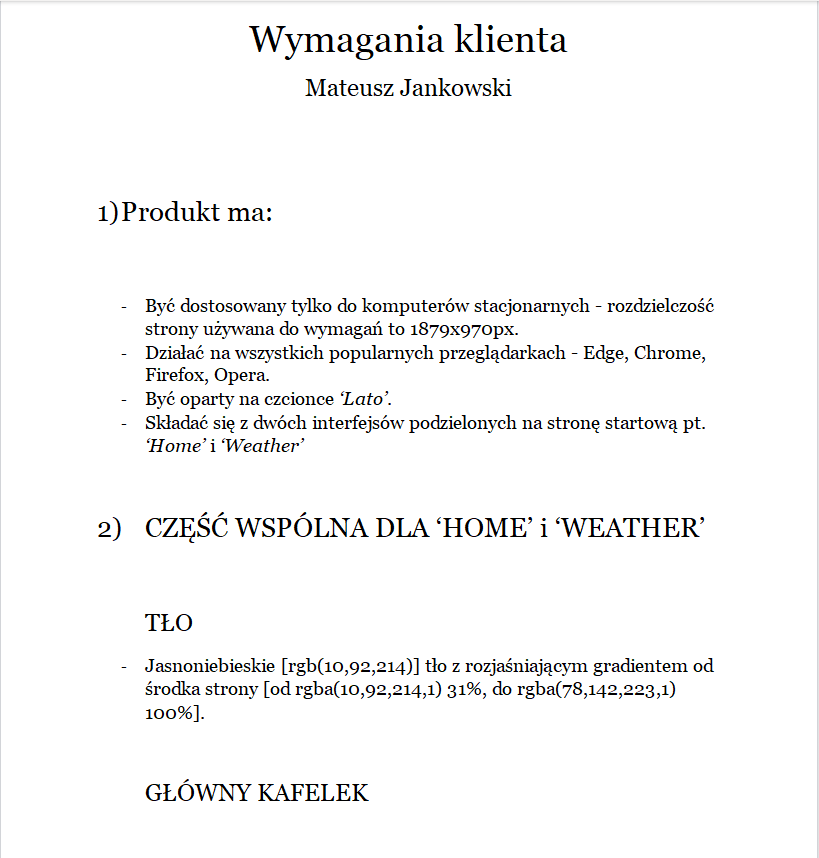 Wymagania klienta
Mateusz Jankowski
1) Produkt ma:
- Być dostosowany tylko do komputerów stacjonarnych - rozdzielczość
strony używana do wymagań to 1879x970px.
- Działać na wszystkich popularnych przeglądarkach - Edge, Chrome,
Firefox, Opera.
- Być oparty na czcionce ‘Lato’.
- Składać się z dwóch interfejsów podzielonych na stronę startową pt.
‘Home’ i ‘Weather’
2) CZĘŚĆ WSPÓLNA DLA ‘HOME’ i ‘WEATHER’
TŁO
- Jasnoniebieskie [rgb(10,92,214)] tło z rozjaśniającym gradientem od
środka strony [od rgba(10,92,214,1) 31%, do rgba(78,142,223,1)
100%].
GŁÓWNY KAFELEK